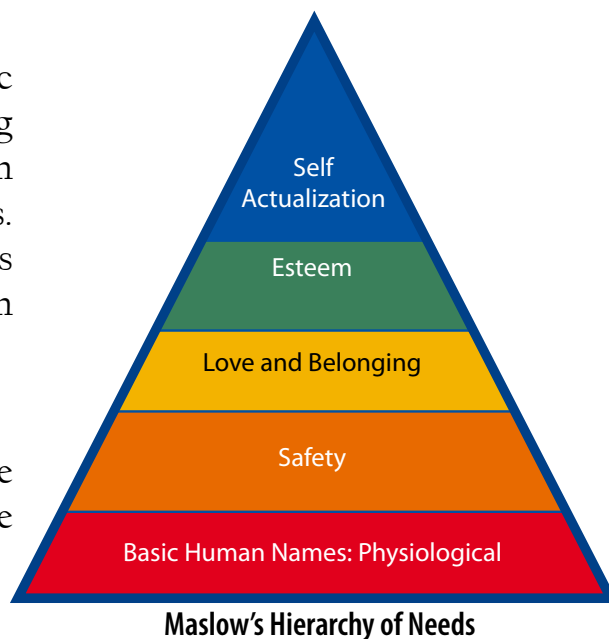 c
g
n
s.
s
n
e
e
Self
Actualization
Esteem
Love and Belonging
Safety
Basic Human Names: Physiological
Maslow's Hierarchy of Needs